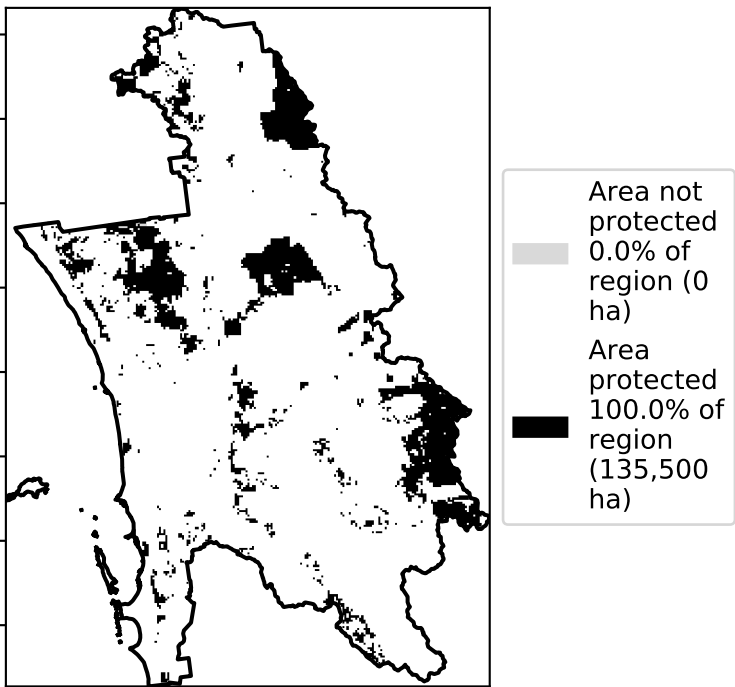 Area not
protected
0.0% of
region (0
ha)
Area
protected
100.0% of
region
(135,500
ha)